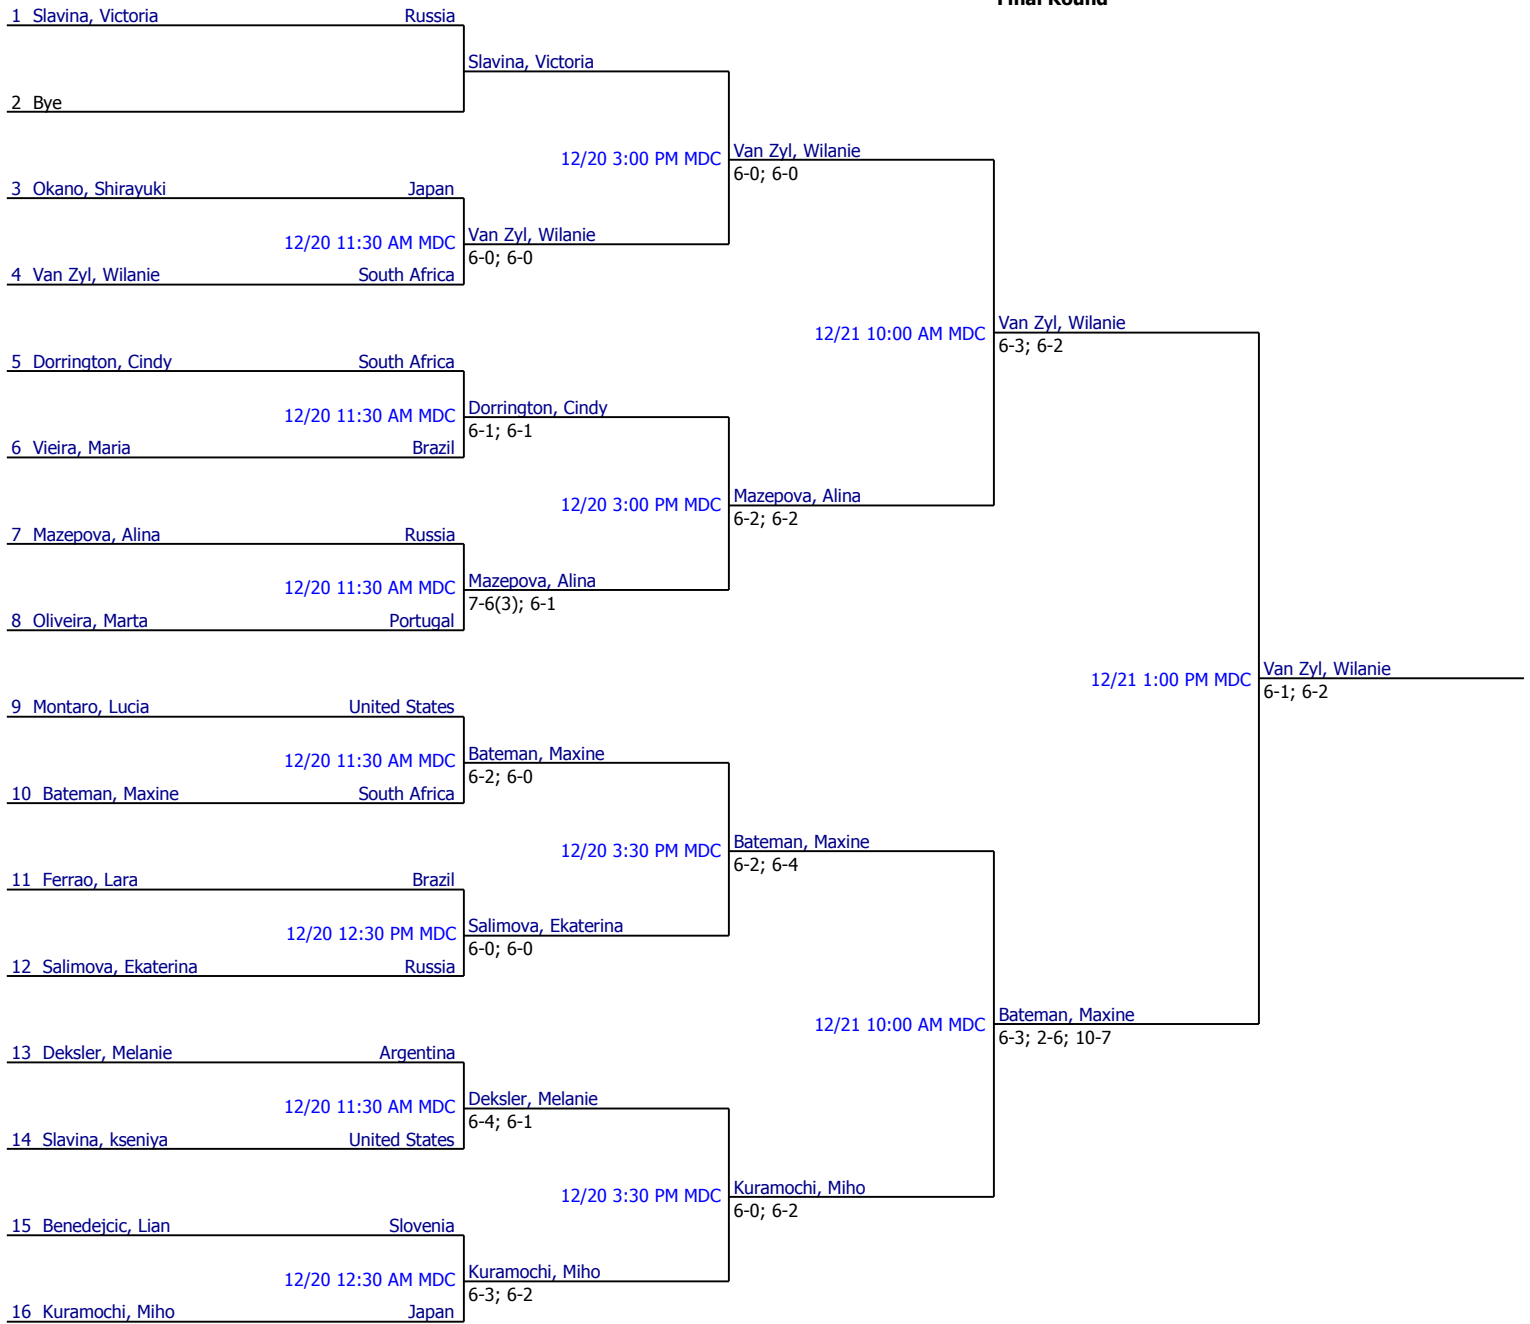 Final Round
1 Slavina, Victoria Russia
Slavina, Victoria
2 Bye
12/20 3:00 PM MDC Van Zyl, Wilanie
6-0; 6-0
3 Okano, Shirayuki Japan
12/20 11:30 AM MDC Van Zyl, Wilanie
6-0; 6-0
4 Van Zyl, Wilanie South Africa
12/21 10:00 AM MDC Van Zyl, Wilanie
6-3; 6-2
5 Dorrington, Cindy South Africa
12/20 11:30 AM MDC Dorrington, Cindy
6-1; 6-1
6 Vieira, Maria Brazil
12/20 3:00 PM MDC Mazepova, Alina
6-2; 6-2
7 Mazepova, Alina Russia
12/20 11:30 AM MDC Mazepova, Alina
7-6(3); 6-1
8 Oliveira, Marta Portugal
12/21 1:00 PM MDC Van Zyl, Wilanie
6-1; 6-2
9 Montaro, Lucia United States
12/20 11:30 AM MDC Bateman, Maxine
6-2; 6-0
10 Bateman, Maxine South Africa
12/20 3:30 PM MDC Bateman, Maxine
6-2; 6-4
11 Ferrao, Lara Brazil
12/20 12:30 PM MDC Salimova, Ekaterina
6-0; 6-0
12 Salimova, Ekaterina Russia
12/21 10:00 AM MDC Bateman, Maxine
6-3; 2-6; 10-7
13 Deksler, Melanie Argentina
12/20 11:30 AM MDC Deksler, Melanie
6-4; 6-1
14 Slavina, kseniya United States
12/20 3:30 PM MDC Kuramochi, Miho
6-0; 6-2
15 Benedejcic, Lian Slovenia
12/20 12:30 AM MDC Kuramochi, Miho
6-3; 6-2
16 Kuramochi, Miho Japan